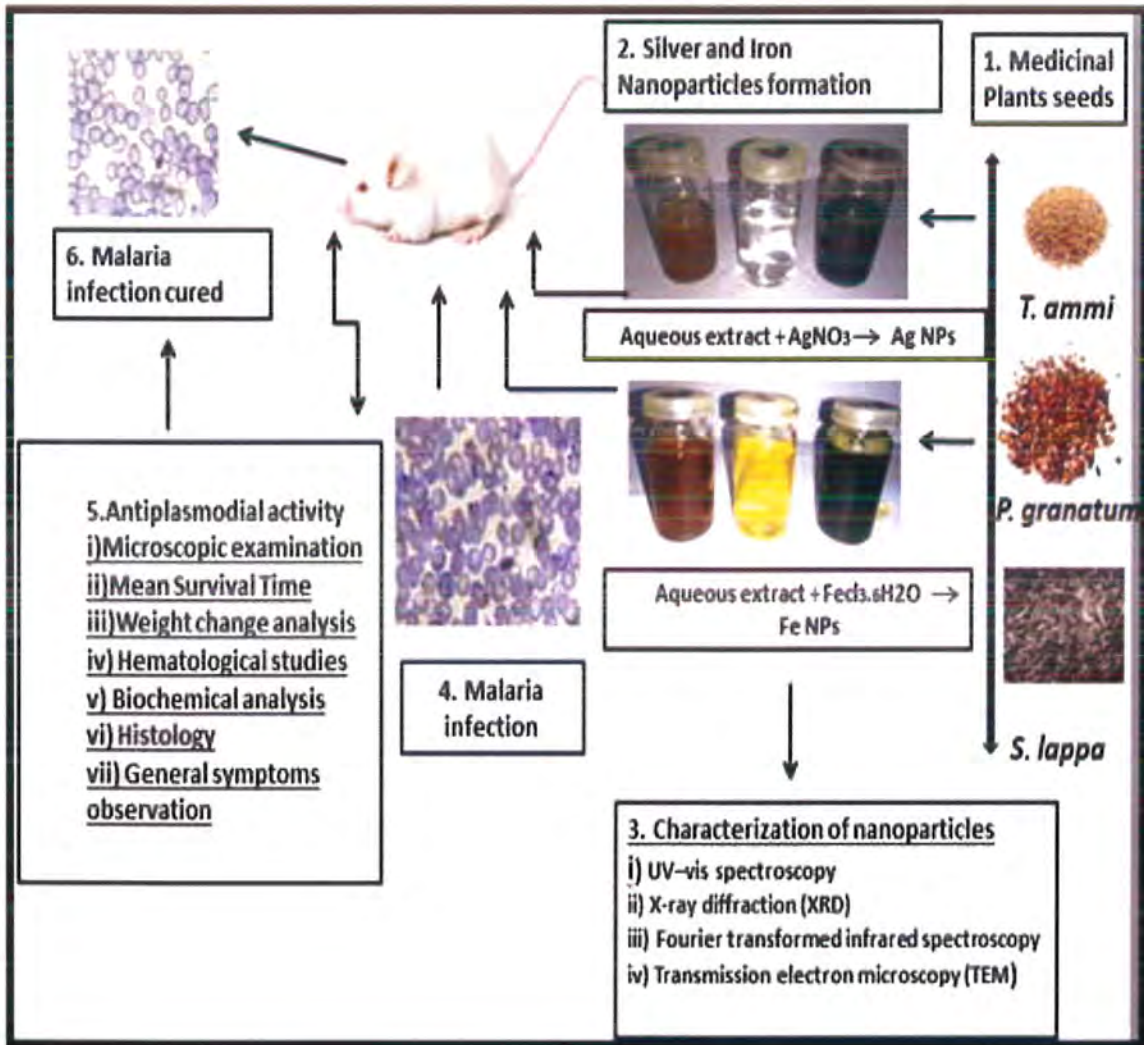 1. Medicinal
Plants seeds
T. ammi
P. granatum
S. lappa
2. Silver and Iron
Nanoparticles formation
Aqueous extract +AgNO₃→ Ag NPs
Aqueous extract +Fecl₃.₆H2O →
Fe NPs
3. Characterization of nanoparticles
i) UV–vis spectroscopy
ii) X-ray diffraction (XRD)
iii) Fourier transformed infrared spectroscopy
iv) Transmission electron microscopy (TEM)
4. Malaria
infection
5.Antiplasmodial activity
i)Microscopic examination
ii)Mean Survival Time
iii)Weight change analysis
iv) Hematological studies
v) Biochemical analysis
vi) Histology
vii) General symptoms
observation
6. Malaria
infection cured